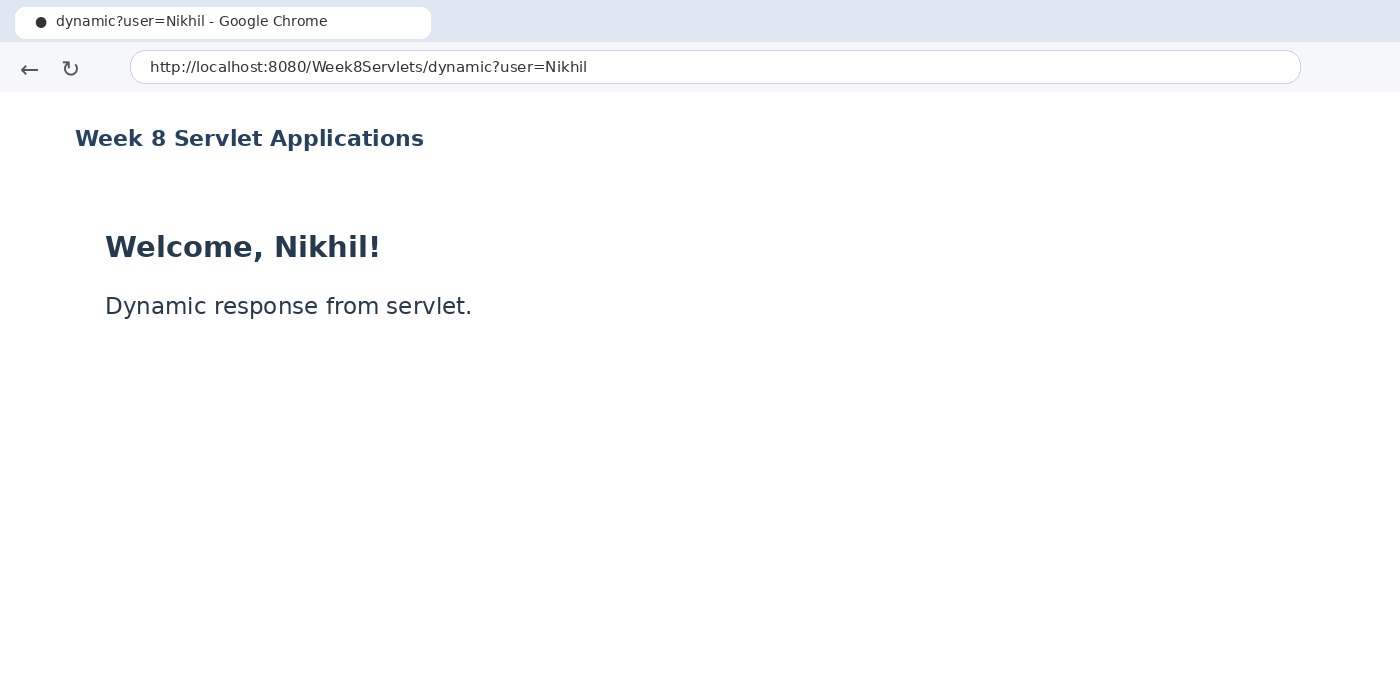 dynamic?user=Nikhil - Google Chrome
http://localhost:8080/Week8Servlets/dynamic?user=Nikhil
Week 8 Servlet Applications
Welcome, Nikhil!
Dynamic response from servlet.